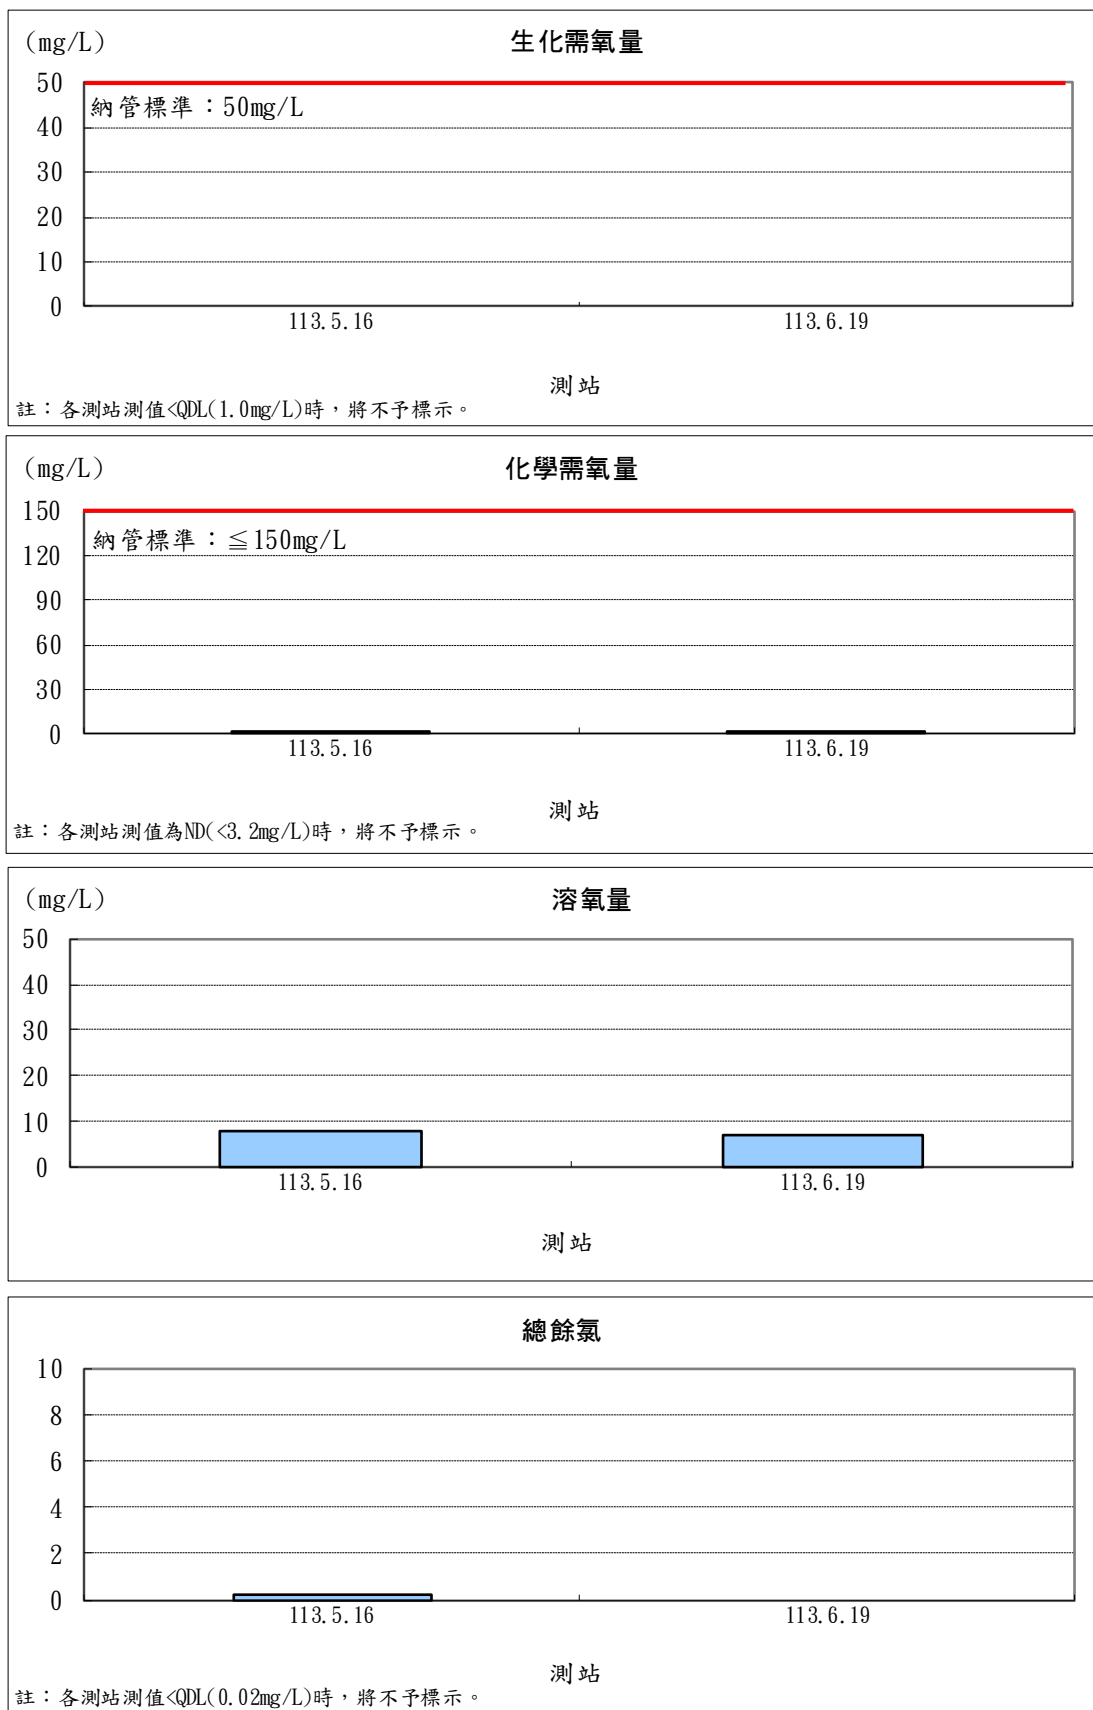 (mg/L)
生化需氧量
50
納管標準：50mg/L
40
30
20
10
0
113.5.16
113.6.19
測站
註：各測站測值<QDL(1.0mg/L)時，將不予標示。
(mg/L)
化學需氧量
150
納管標準：≦150mg/L
120
90
60
30
0
113.5.16
113.6.19
測站
註：各測站測值為ND(<3.2mg/L)時，將不予標示。
(mg/L)
溶氧量
50
40
30
20
10
0
113.5.16
113.6.19
測站
總餘氯
10
8
6
4
2
0
113.5.16
113.6.19
測站
註：各測站測值<QDL(0.02mg/L)時，將不予標示。